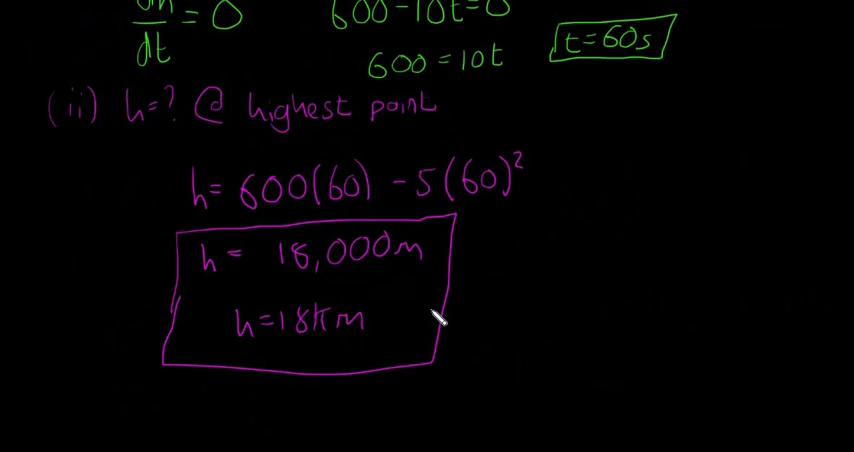 dh/dt = 0
600-10t=0
600 = 10t
t=60s
(ii) h=? @ highest point
h= 600(60) - 5(60)²
h = 18,000m
h=18km